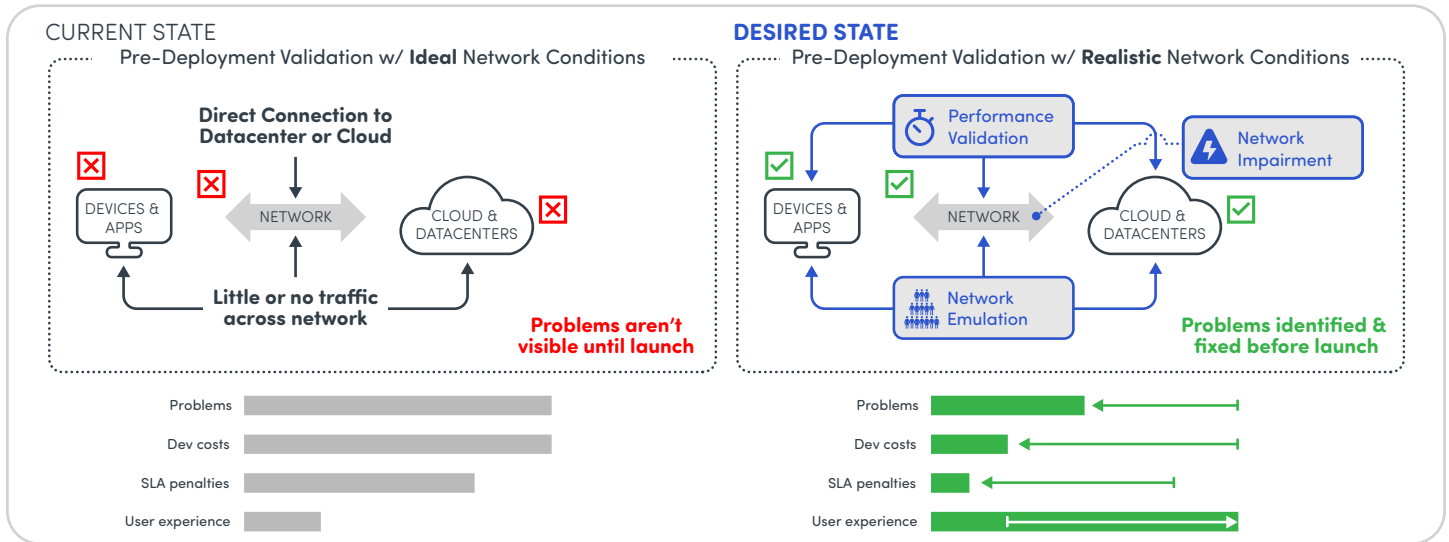 CURRENT STATE
Pre-Deployment Validation w/ Ideal Network Conditions
Direct Connection to
Datacenter or Cloud
DEVICES &
APPS
NETWORK
CLOUD &
DATACENTERS
Little or no traffic
across network
Problems aren't
visible until launch
Problems
Dev costs
SLA penalties
User experience
DESIRED STATE
Pre-Deployment Validation w/ Realistic Network Conditions
Performance
Validation
Network
Impairment
DEVICES &
APPS
NETWORK
CLOUD &
DATACENTERS
Network
Emulation
Problems identified &
fixed before launch
Problems
Dev costs
SLA penalties
User experience